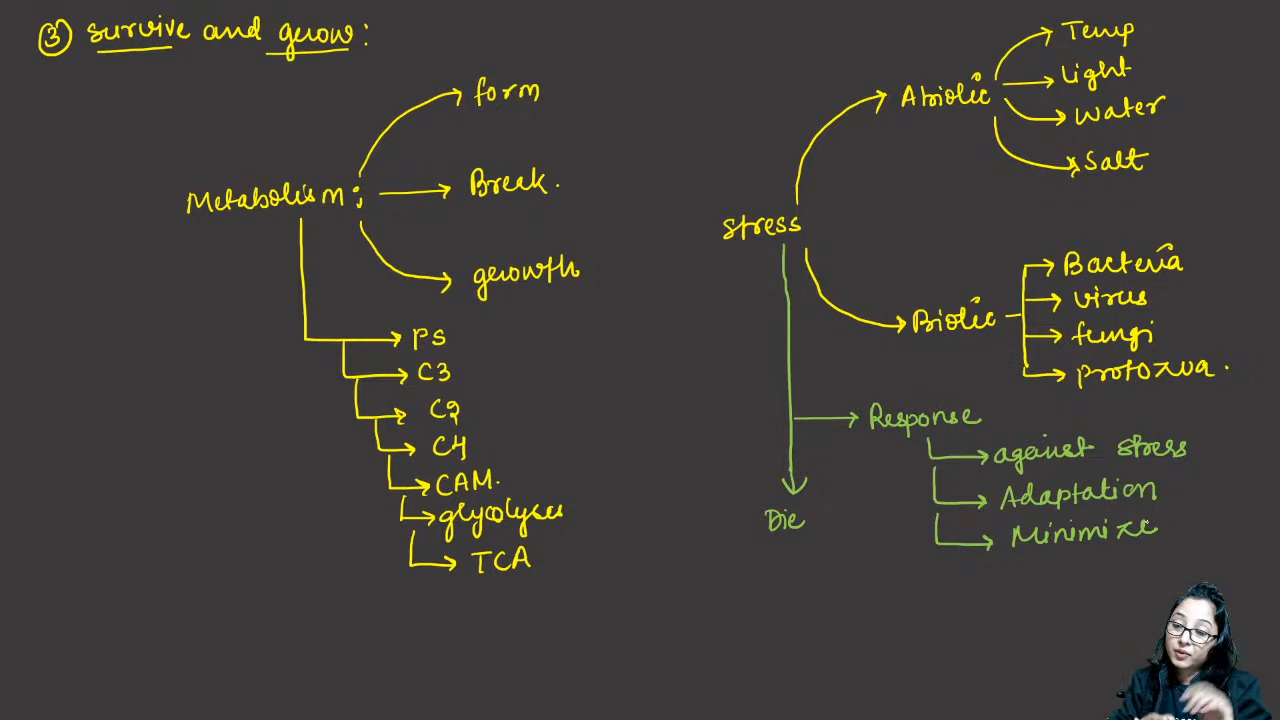 ③ survive and grow:
Metabolism:
form
Break.
growth
PS
C3
C2
C4
CAM.
glycolysis
TCA
Stress
Abiotic
Temp
Light
Water
Salt
Biotic
Bacteria
virus
fungi
protozoa.
Response
against stress
Adaptation
Minimize
Die